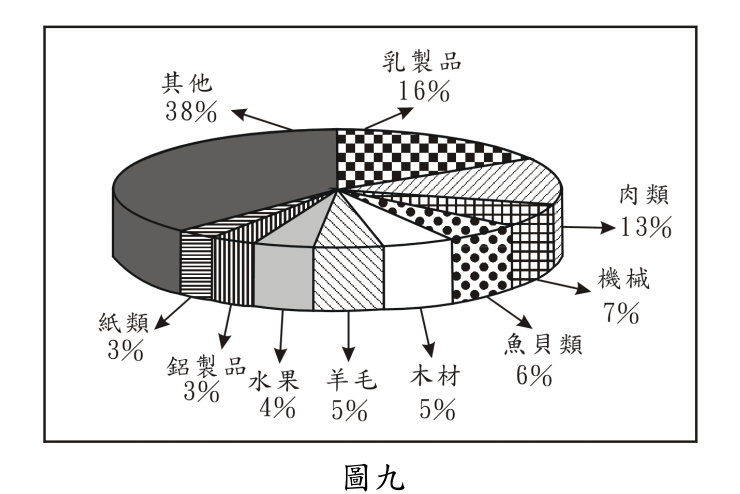 乳製品
16%
其他
38%
肉類
13%
機械
7%
魚貝類
6%
木材
5%
羊毛
5%
水果
4%
鋁製品
3%
紙類
3%
圖九